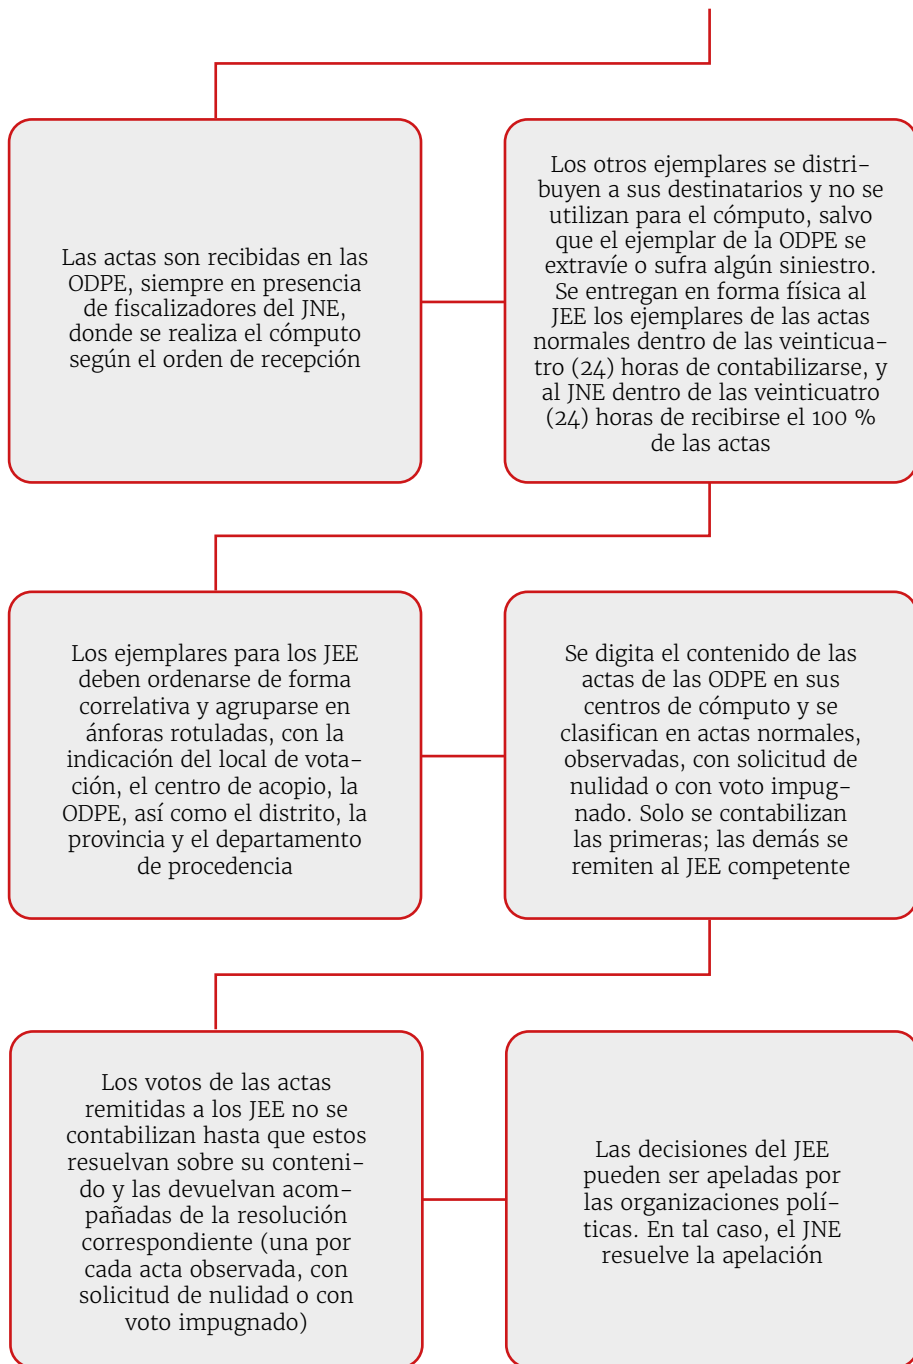 Las actas son recibidas en las
ODPE, siempre en presencia
de fiscalizadores del JNE,
donde se realiza el cómputo
según el orden de recepción
Los otros ejemplares se distri-
buyen a sus destinatarios y no se
utilizan para el cómputo, salvo
que el ejemplar de la ODPE se
extravíe o sufra algún siniestro.
Se entregan en forma física al
JEE los ejemplares de las actas
normales dentro de las veinticua-
tro (24) horas de contabilizarse, y
al JNE dentro de las veinticuatro
(24) horas de recibirse el 100 %
de las actas
Los ejemplares para los JEE
deben ordenarse de forma
correlativa y agruparse en
ánforas rotuladas, con la
indicación del local de vota-
ción, el centro de acopio, la
ODPE, así como el distrito, la
provincia y el departamento
de procedencia
Se digita el contenido de las
actas de las ODPE en sus
centros de cómputo y se
clasifican en actas normales,
observadas, con solicitud de
nulidad o con voto impug-
nado. Solo se contabilizan
las primeras; las demás se
remiten al JEE competente
Los votos de las actas
remitidas a los JEE no se
contabilizan hasta que estos
resuelvan sobre su conteni-
do y las devuelvan acom-
pañadas de la resolución
correspondiente (una por
cada acta observada, con
solicitud de nulidad o con
voto impugnado)
Las decisiones del JEE
pueden ser apeladas por
las organizaciones polí-
ticas. En tal caso, el JNE
resuelve la apelación